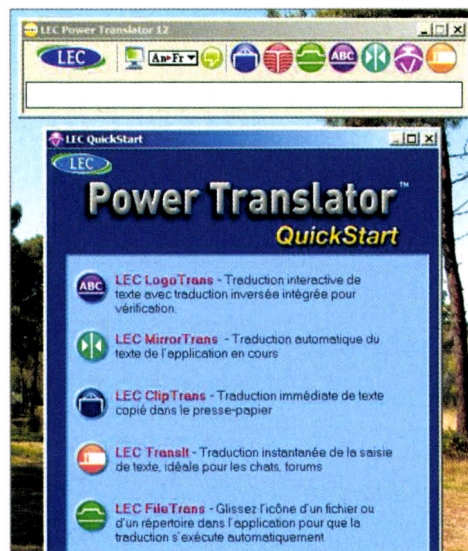 LEC Power Translator 12
LEC
An▸Fr
ABC
LEC QuickStart
LEC
Power Translator™
QuickStart
ABC
LEC LogoTrans - Traduction interactive de
texte avec traduction inversée intégrée pour
vérification.
LEC MirrorTrans - Traduction automatique du
texte de l'application en cours
LEC ClipTrans - Traduction immédiate de texte
copié dans le presse-papier
LEC TransIt - Traduction instantanée de la saisie
de texte, idéale pour les chats, forums
LEC FileTrans - Glissez l'icône d'un fichier ou
d'un répertoire dans l'application pour que la
traduction s'exécute automatiquement